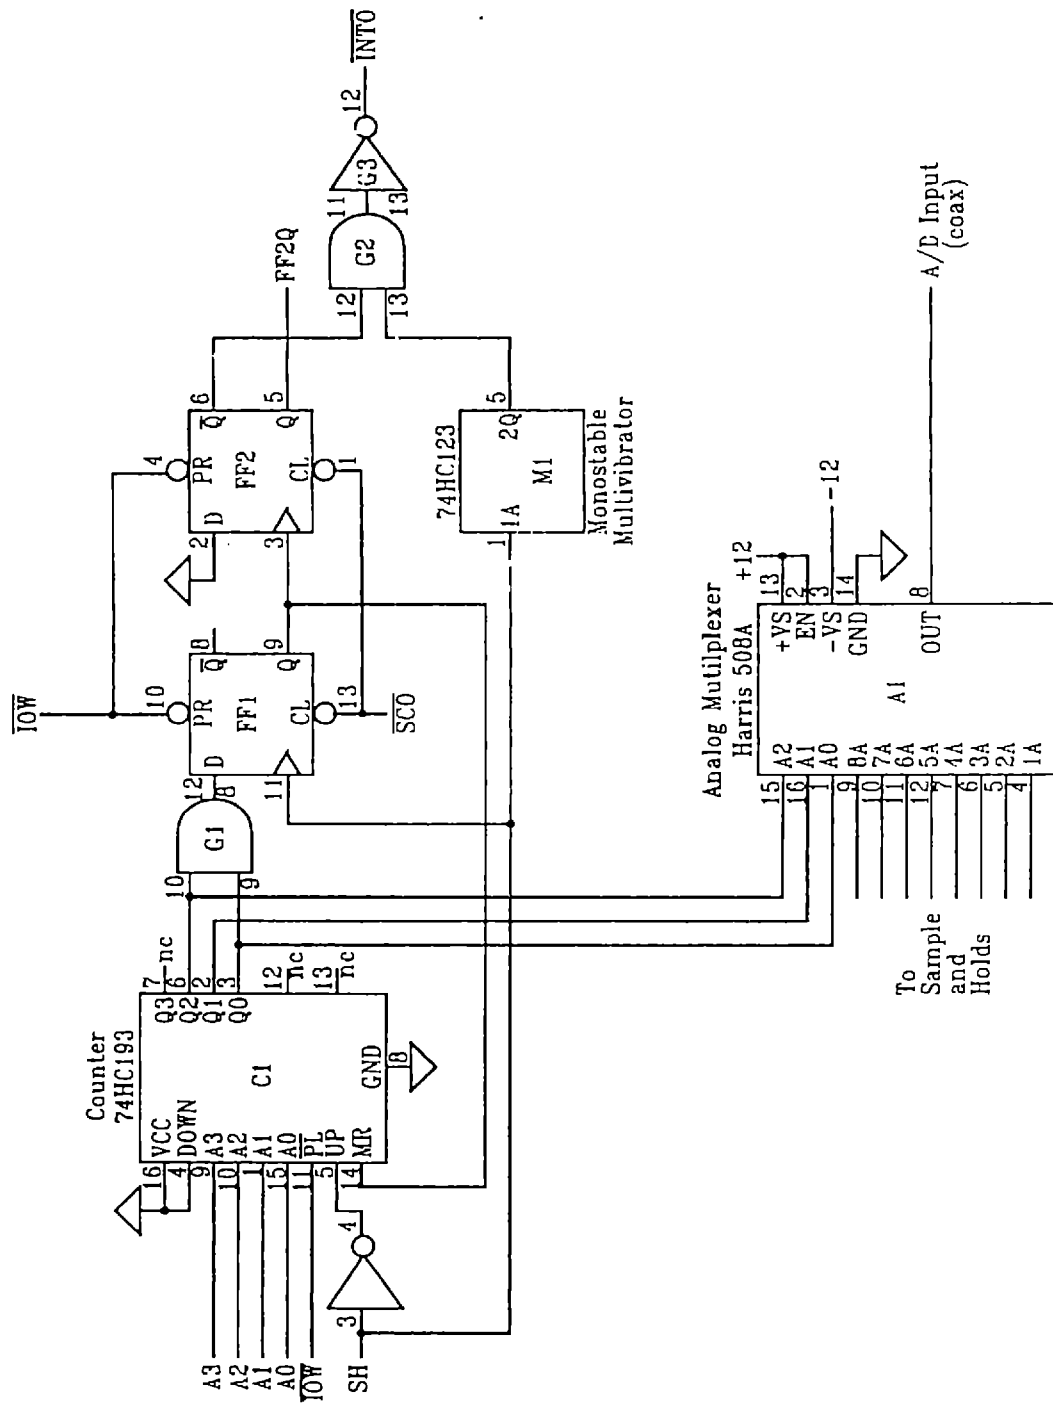 Counter
74HC193
VCC
DOWN
A3
A2
A1
A0
PL
UP
MR
16
4
9
10
1
15
11
5
14
A3
A2
A1
A0
IOW
SH
3
4
C1
GND
8
Q3
Q2
Q1
Q0
7
6
2
3
nc
12
nc
13
nc
10
9
G1
8
12
11
IOW
10
PR
D
FF1
CL
13
SCO
Q
8
Q
9
4
PR
D
2
3
FF2
CL
1
Q
6
Q
5
FF2Q
74HC123
1
1A
2Q
5
M1
Monostable
Multivibrator
12
13
G2
11
13
G3
12
INTO
Analog Mutilplexer
Harris 508A
15
16
1
9
10
11
12
7
6
5
4
A2
A1
A0
8A
7A
6A
5A
4A
3A
2A
1A
A1
+VS
EN
-VS
GND
OUT
13
2
3
14
8
+12
-12
A/D Input
(coax)
To
Sample
and
Holds